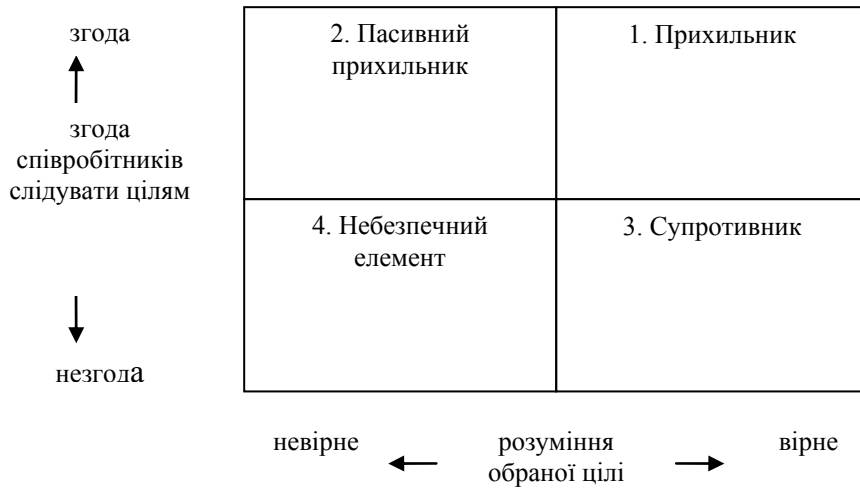 згода
згода
співробітників
слідувати цілям
незгода
2. Пасивний
прихильник
1. Прихильник
4. Небезпечний
елемент
3. Супротивник
невірне
розуміння
обраної цілі
вірне